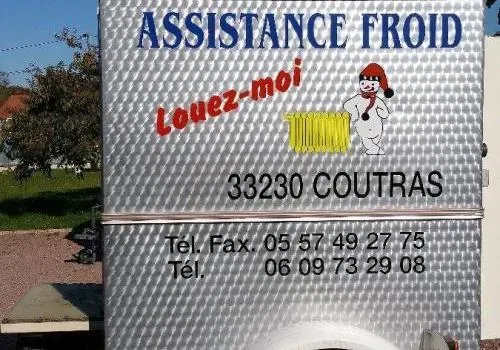 ASSISTANCE FROID
Louez-moi
33230 COUTRAS
Tél. Fax. 05 57 49 27 75
Tél. 06 09 73 29 08